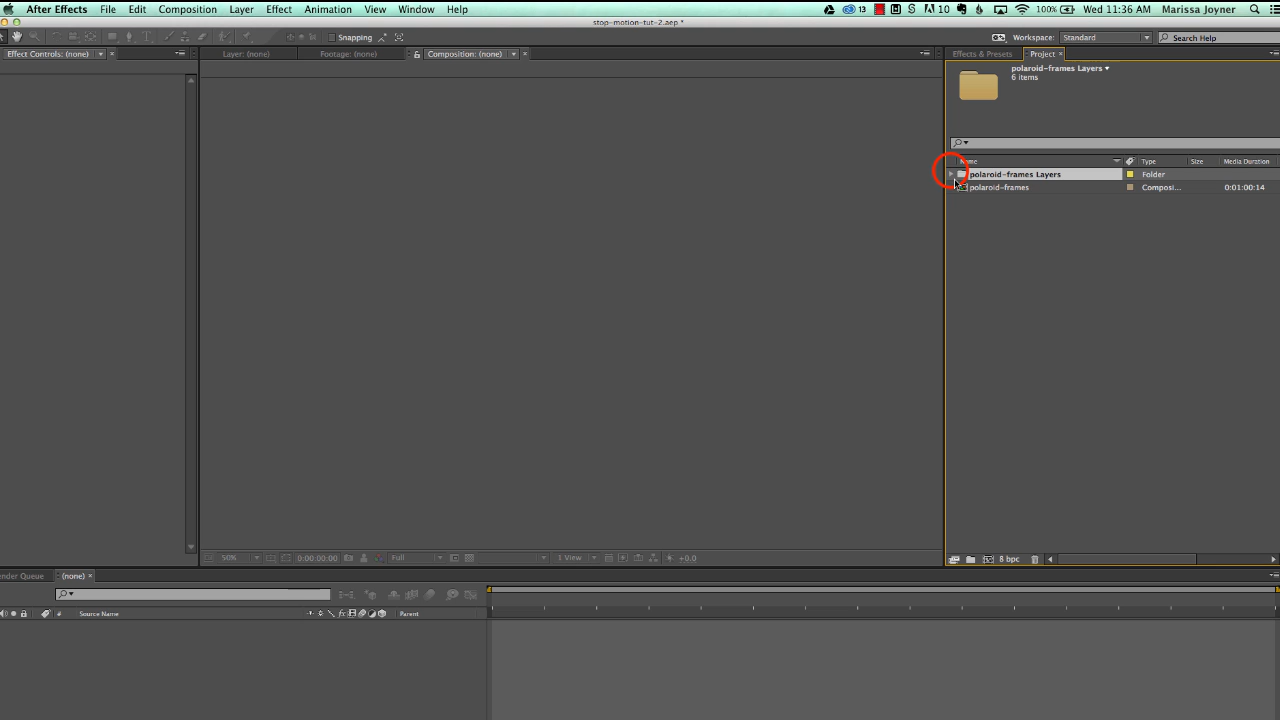 After Effects File Edit Composition Layer Effect Animation View Window Help 13 10 100% Wed 11:36 AM Marissa Joyner
stop-motion-tut-2.aep *
Snapping Workspace: Standard Search Help
Effect Controls: (none) Layer: (none) Footage: (none) Composition: (none) Effects & Presets Project
polaroid-frames Layers
6 items
Name Type Size Media Duration
polaroid-frames Layers Folder
polaroid-frames Composi... 0:01:00:14
50% 0:00:00:00 Full 1 View +0.0 8 bpc
ender Queue (none)
# Source Name fx Parent